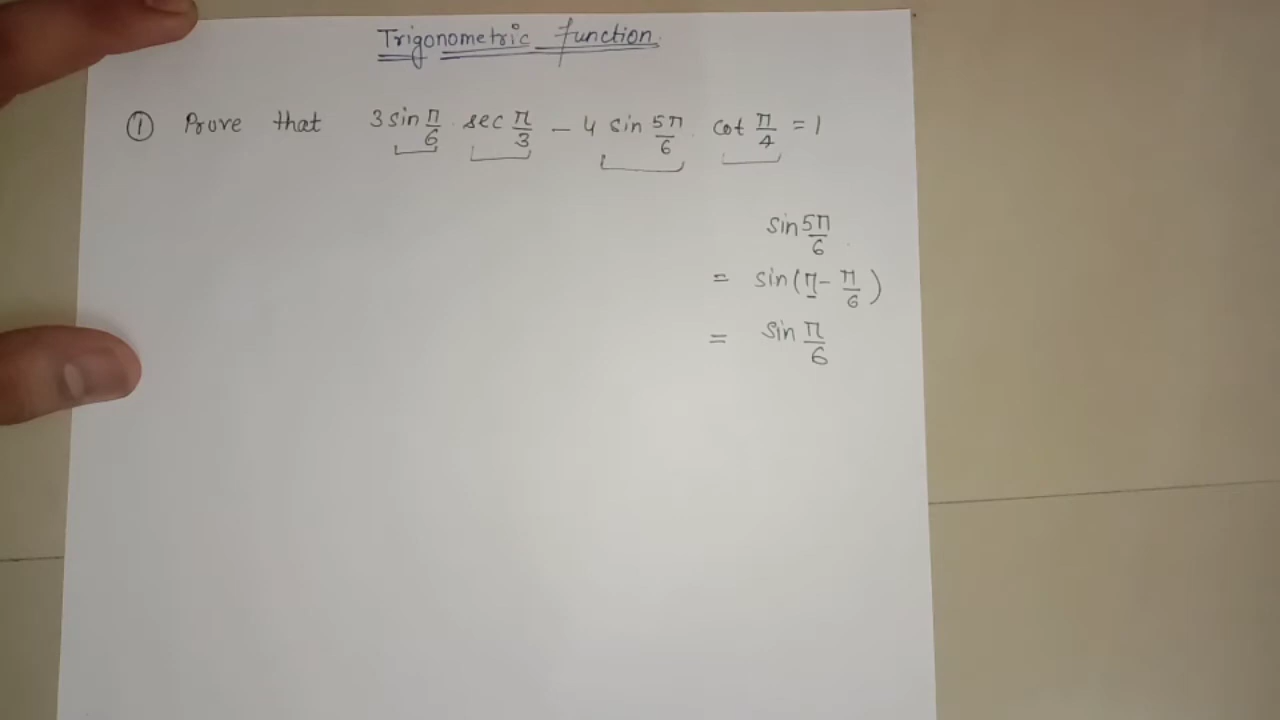 Trigonometric function.
① Prove that 3 sin π/6 . sec π/3 - 4 sin 5π/6 . cot π/4 = 1
sin 5π/6
= sin(π - π/6)
= sin π/6